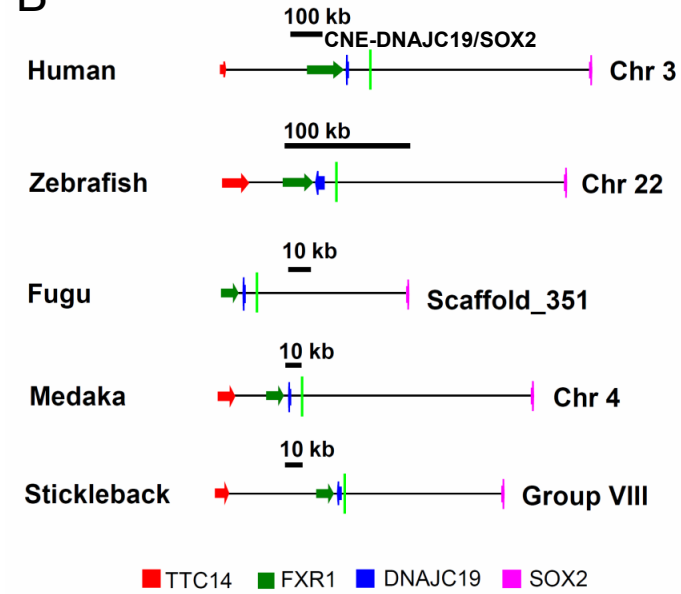 B
100 kb
CNE-DNAJC19/SOX2
Human Chr 3
100 kb
Zebrafish Chr 22
10 kb
Fugu Scaffold_351
10 kb
Medaka Chr 4
10 kb
Stickleback Group VIII
TTC14 FXR1 DNAJC19 SOX2